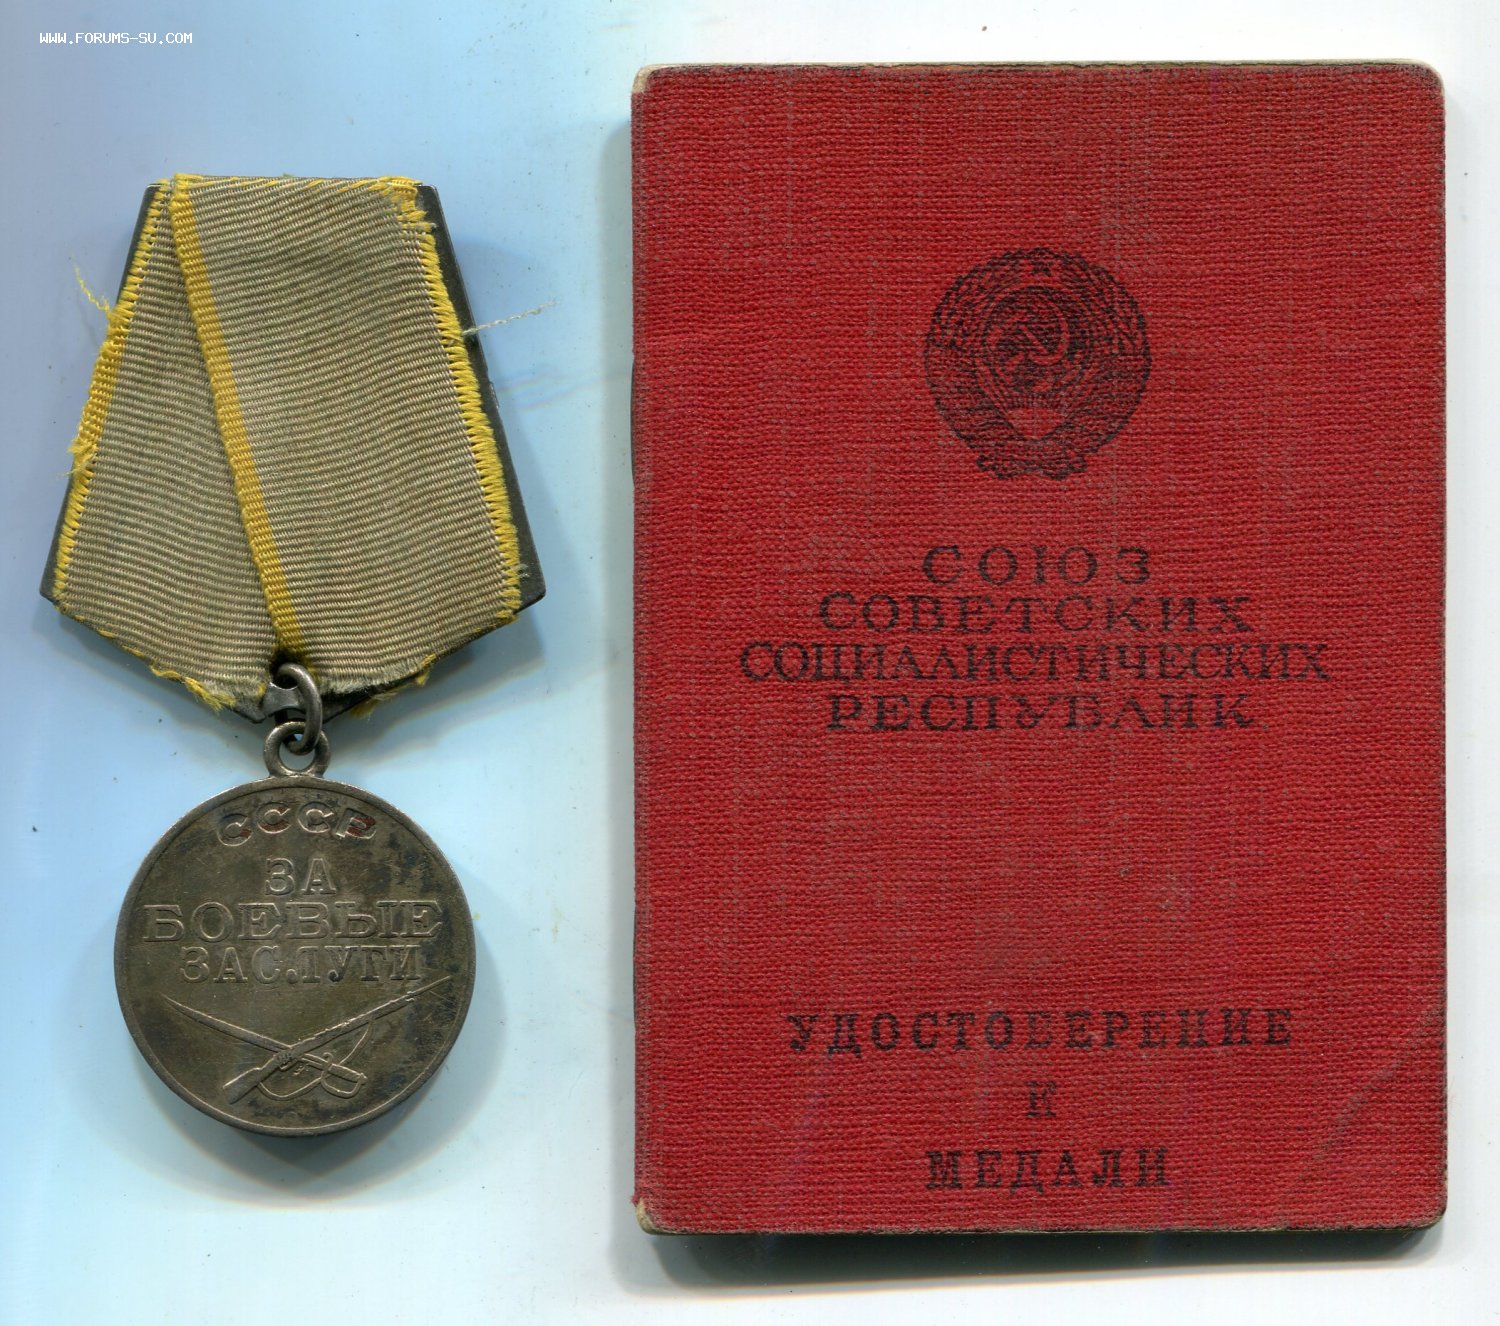 WWW.FORUMS-SU.COM
СССР
ЗА
БОЕВЫЕ
ЗАСЛУГИ
СОЮЗ
СОВЕТСКИХ
СОЦИАЛИСТИЧЕСКИХ
РЕСПУБЛИК
УДОСТОВЕРЕНИЕ
К
МЕДАЛИ